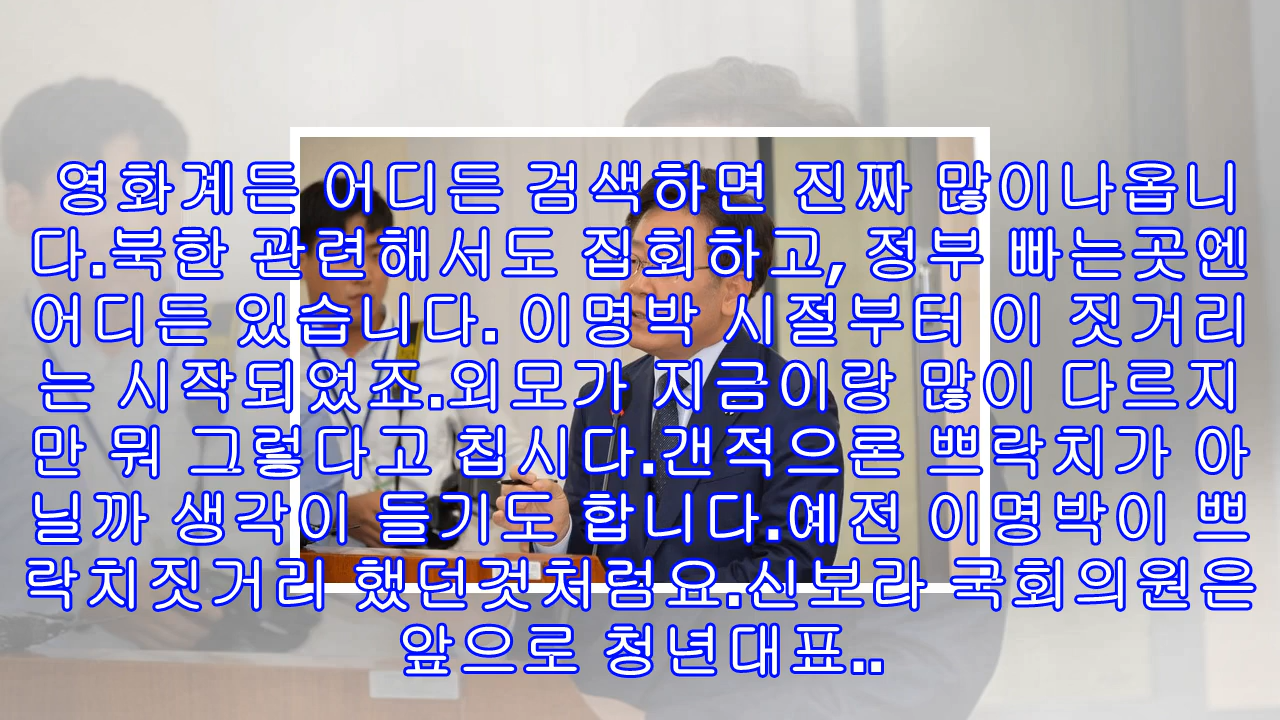 영화계든 어디든 검색하면 진짜 많이나옵니
다.북한 관련해서도 집회하고, 정부 빠는곳엔
어디든 있습니다. 이명박 시절부터 이 짓거리
는 시작되었죠.외모가 지금이랑 많이 다르지
만 뭐 그렇다고 칩시다.갠적으론 쁘락치가 아
닐까 생각이 들기도 합니다.예전 이명박이 쁘
락치짓거리 했던것처럼요.신보라 국회의원은
앞으로 청년대표..